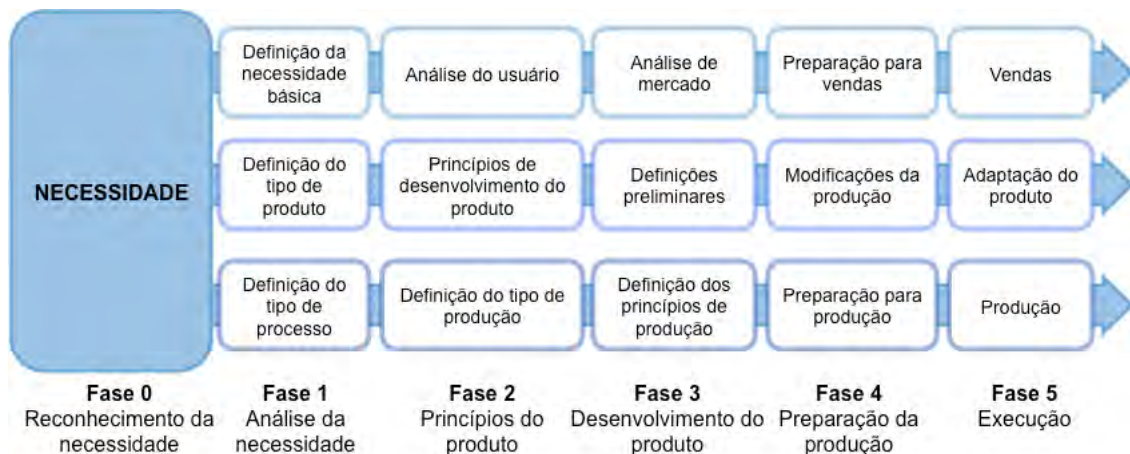 Definição da
necessidade
básica
Análise do usuário
Análise de
mercado
Preparação para
vendas
Vendas
NECESSIDADE
Definição do
tipo de
produto
Princípios de
desenvolvimento do
produto
Definições
preliminares
Modificações da
produção
Adaptação do
produto
Definição do
tipo de
processo
Definição do tipo de
produção
Definição dos
princípios de
produção
Preparação para
produção
Produção
Fase 0
Reconhecimento da
necessidade
Fase 1
Análise da
necessidade
Fase 2
Princípios do
produto
Fase 3
Desenvolvimento do
produto
Fase 4
Preparação da
produção
Fase 5
Execução